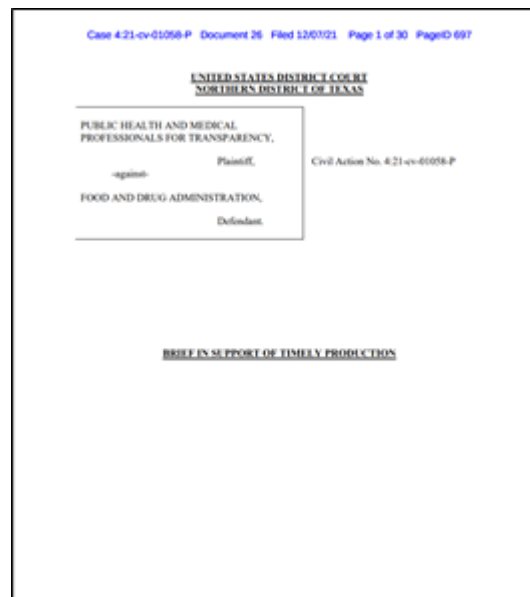 Case 4:21-cv-01058-P Document 26 Filed 12/07/21 Page 1 of 30 PageID 697
UNITED STATES DISTRICT COURT
NORTHERN DISTRICT OF TEXAS
PUBLIC HEALTH AND MEDICAL
PROFESSIONALS FOR TRANSPARENCY,
Plaintiff,
-against-
FOOD AND DRUG ADMINISTRATION,
Defendant.
Civil Action No. 4:21-cv-01058-P
BRIEF IN SUPPORT OF TIMELY PRODUCTION